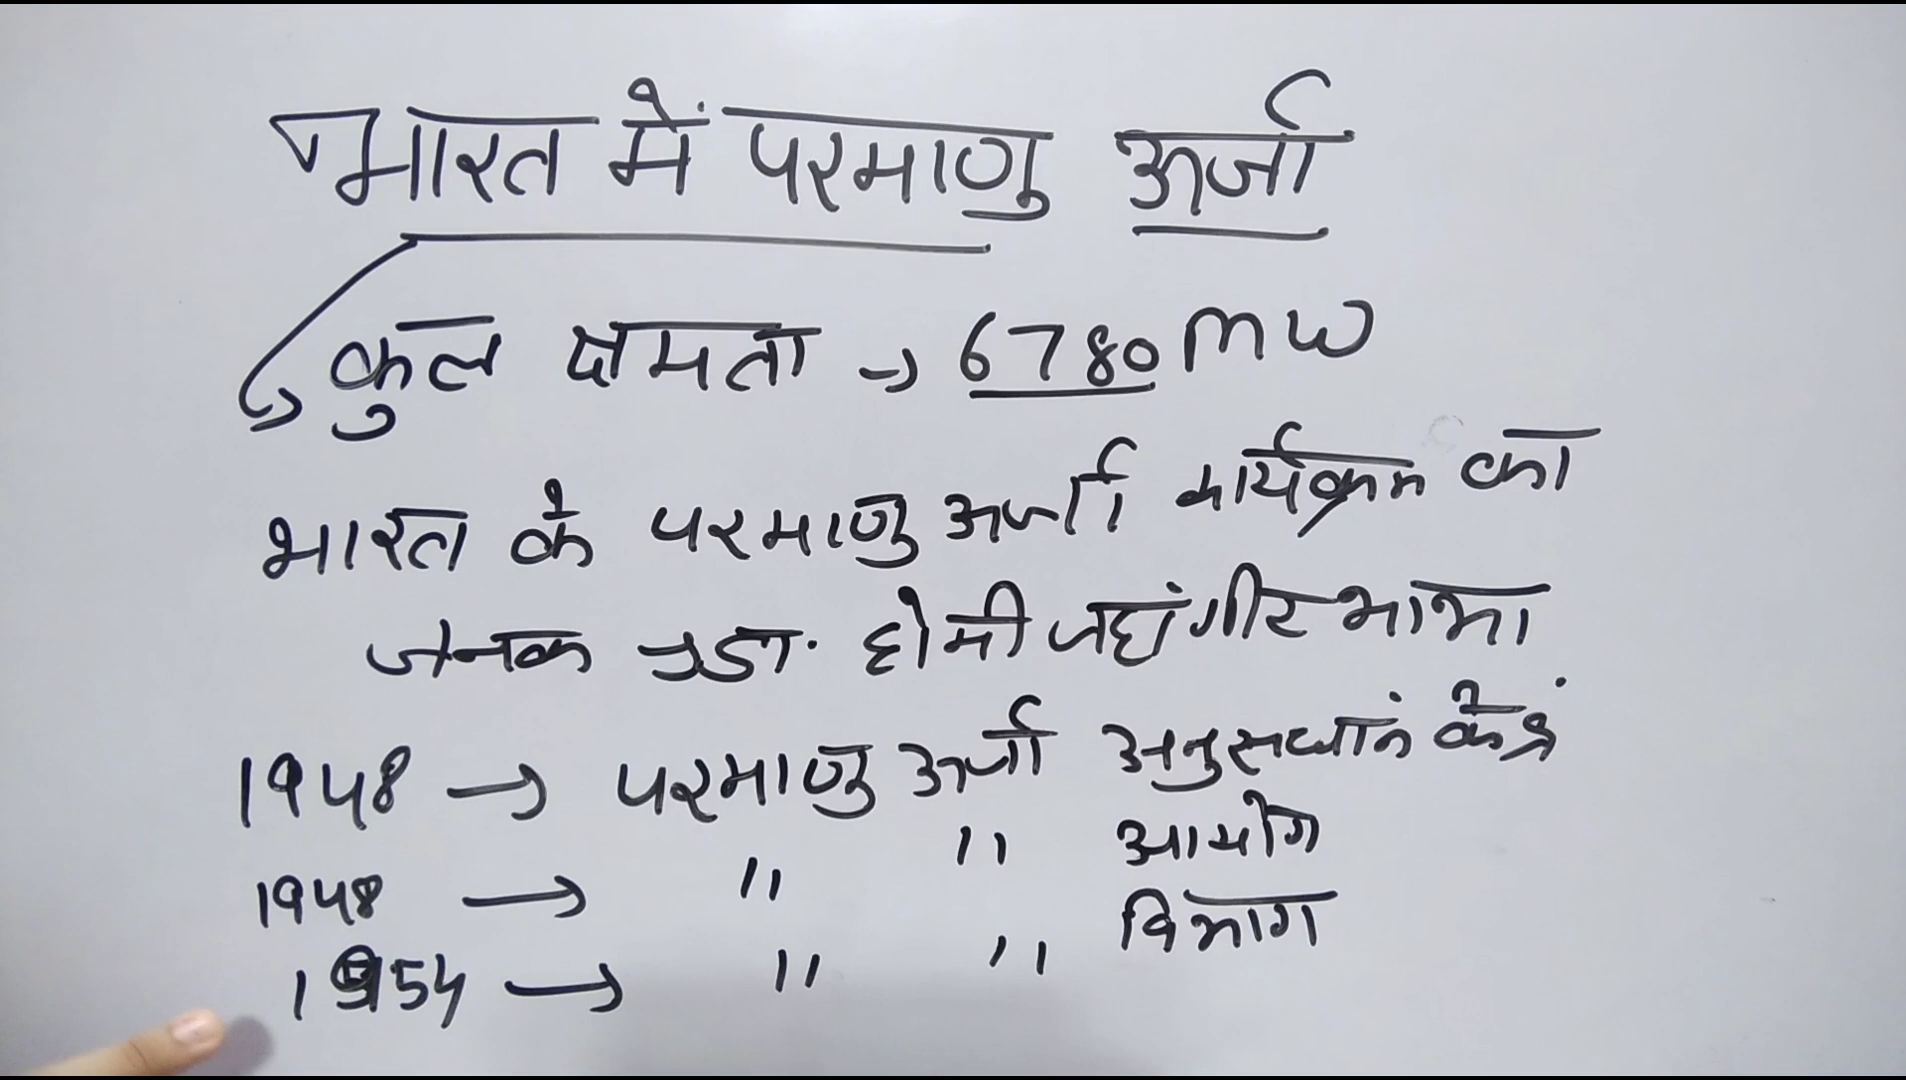 भारत में परमाणु ऊर्जा
कुल क्षमता → 6780 MW
भारत के परमाणु ऊर्जा कार्यक्रम का
जनक → डा. होमी जहांगीर भाभा
1948 → परमाणु ऊर्जा अनुसधानं केंद्रं
1948 → " " आयोग
1954 → " " विभाग